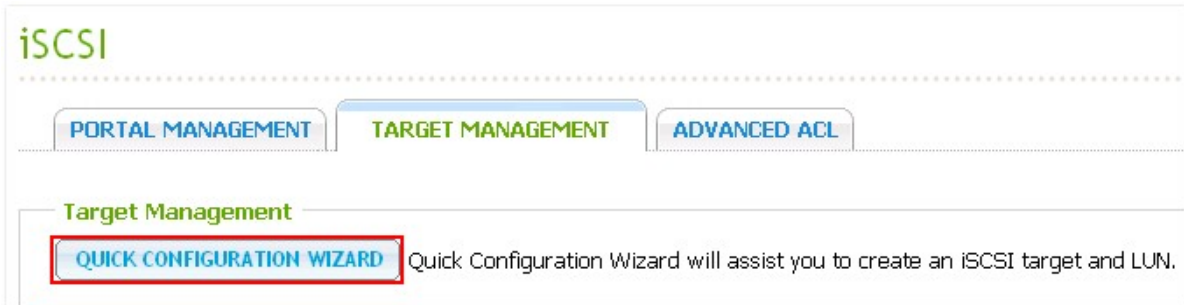 iSCSI
PORTAL MANAGEMENT TARGET MANAGEMENT ADVANCED ACL
Target Management
QUICK CONFIGURATION WIZARD Quick Configuration Wizard will assist you to create an iSCSI target and LUN.